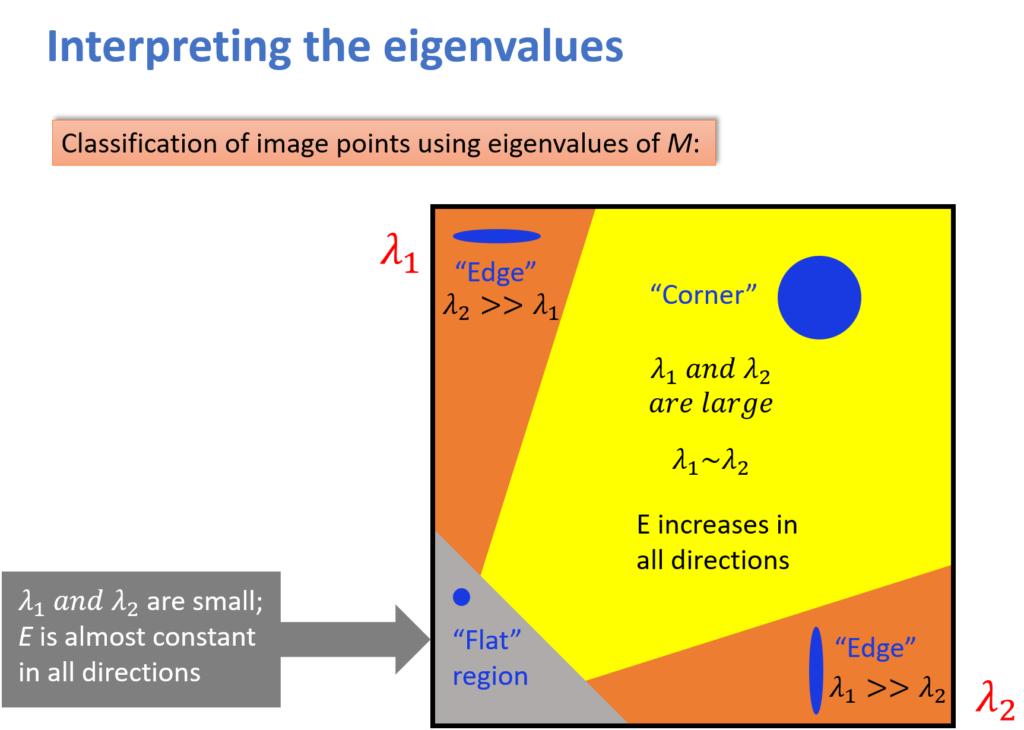 Interpreting the eigenvalues
Classification of image points using eigenvalues of M:
λ₁
“Edge”
λ₂ >> λ₁
“Corner”
λ₁ and λ₂
are large
λ₁~λ₂
E increases in
all directions
λ₁ and λ₂ are small;
E is almost constant
in all directions
“Flat”
region
“Edge”
λ₁ >> λ₂
λ₂